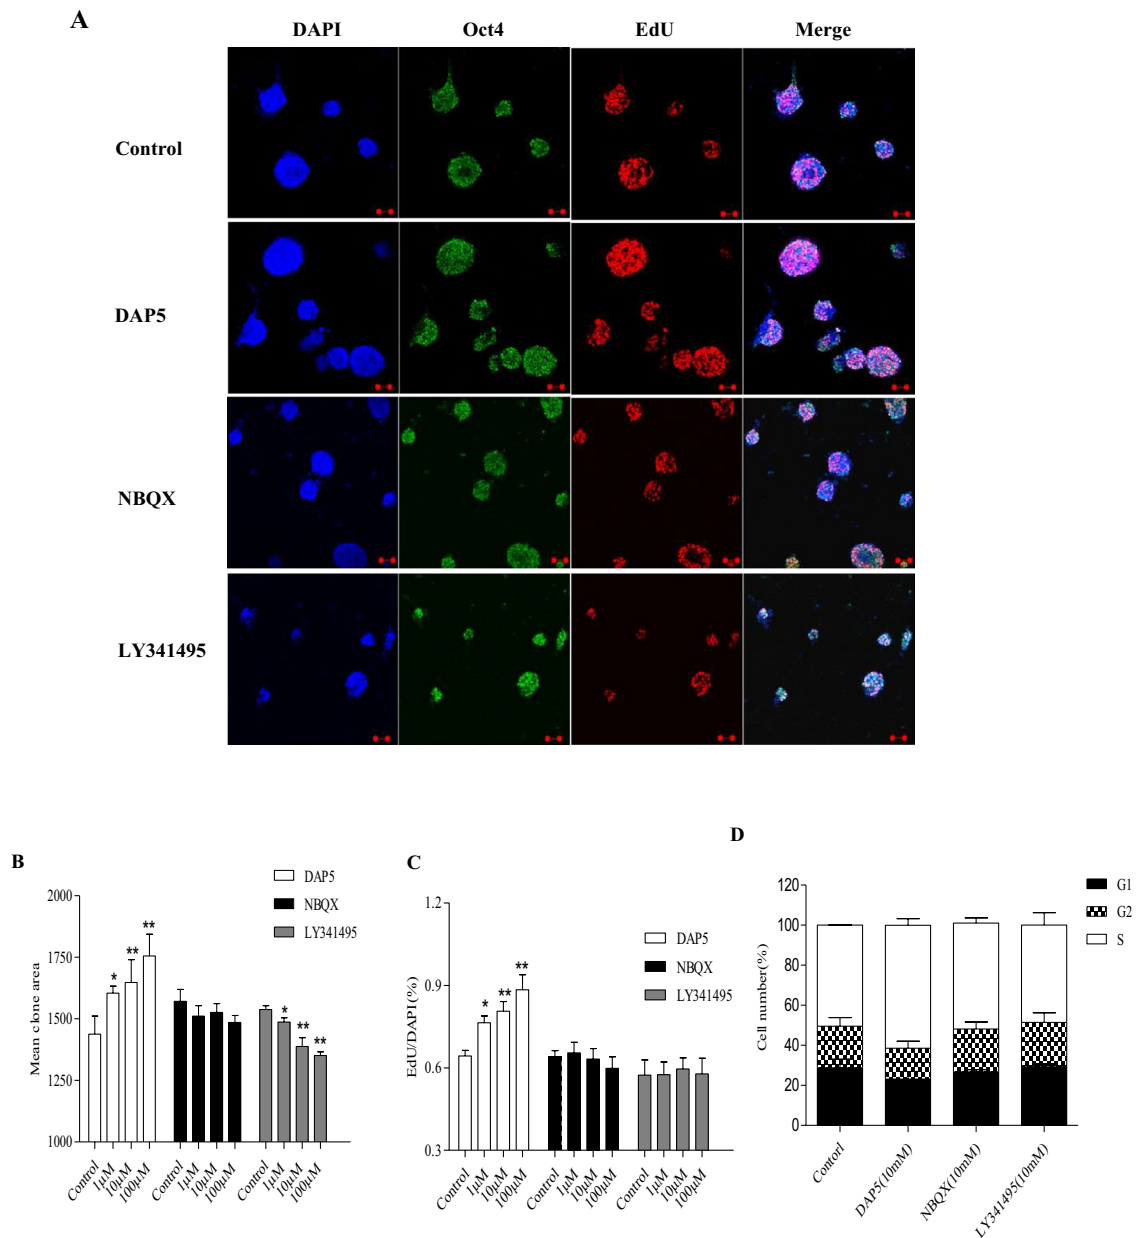 A
DAPI Oct4 EdU Merge
Control
DAP5
NBQX
LY341495
B
DAP5
NBQX
LY341495
Mean clone area
2000
1750
1500
1250
1000
* ** **
* ** **
Control 1μM 10μM 100μM Control 1μM 10μM 100μM Control 1μM 10μM 100μM
C
DAP5
NBQX
LY341495
EdU/DAPI(%)
1.2
0.9
0.6
0.3
* ** **
Control 1μM 10μM 100μM Control 1μM 10μM 100μM Control 1μM 10μM 100μM
D
G1
G2
S
Cell number(%)
120
100
80
60
40
20
0
Contorl DAP5(10mM) NBQX(10mM) LY341495(10mM)